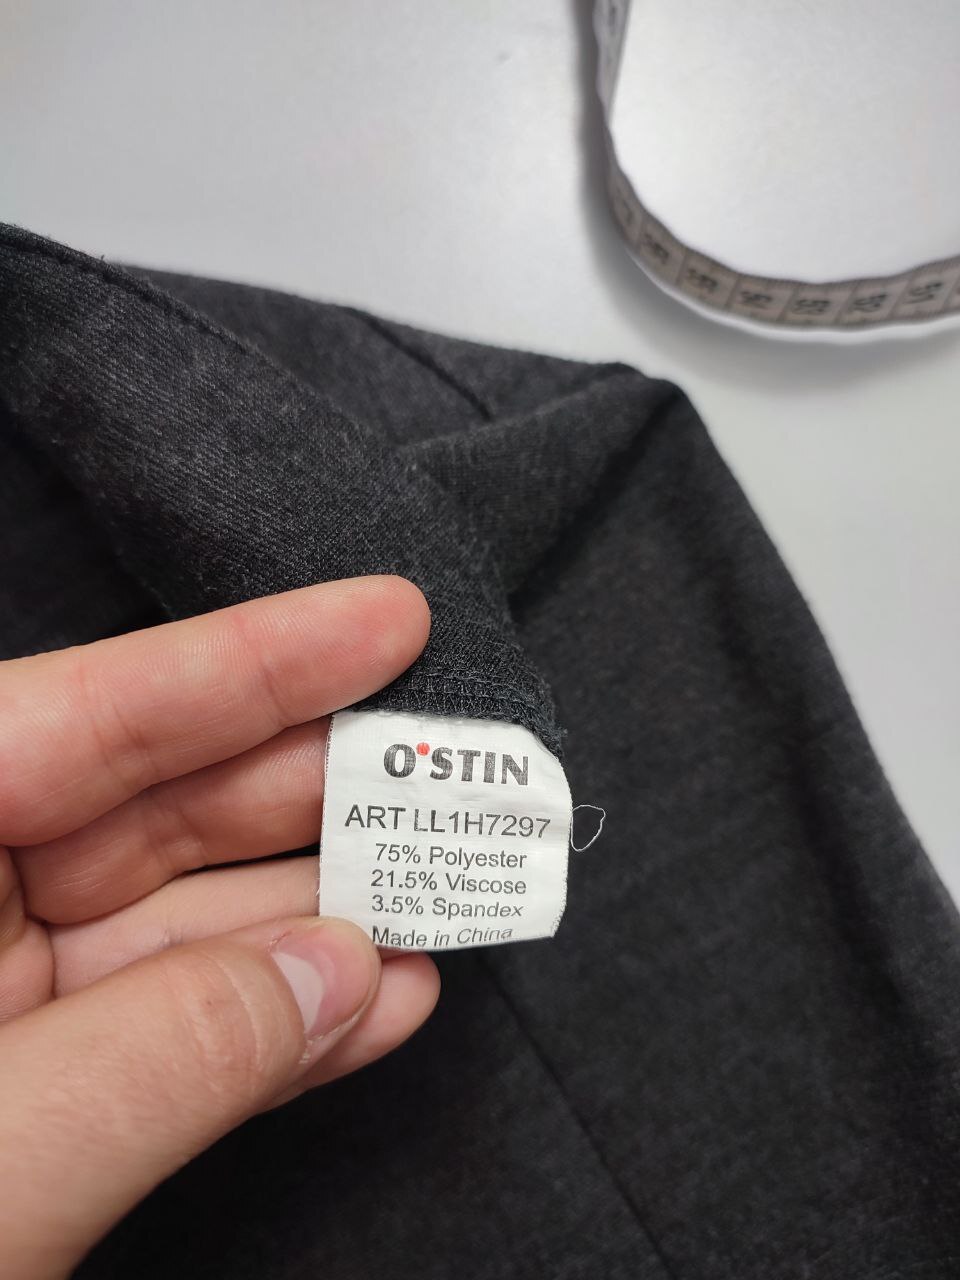 O'STIN
ART LL1H7297
75% Polyester
21.5% Viscose
3.5% Spandex
Made in China